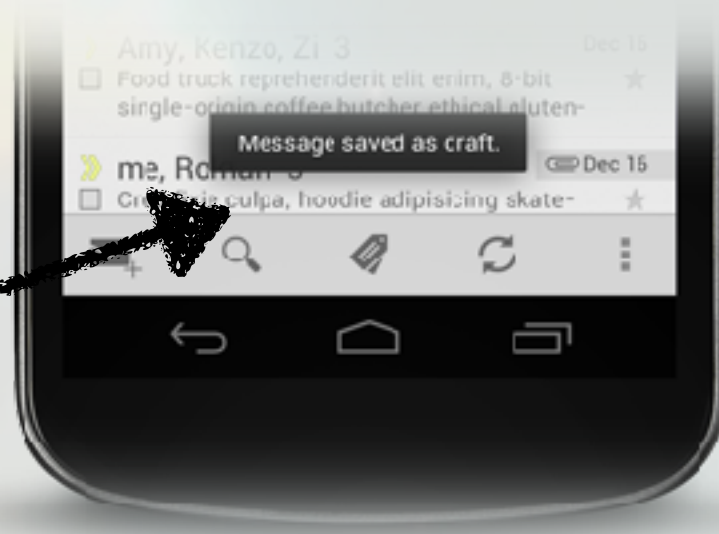 Amy, Kenzo, Zi 3 Dec 15
Food truck reprehenderit elit enim, 8-bit
single-origin coffee butcher ethical gluten-
Message saved as craft.
me, 3 Dec 15
culpa, hoodie adipisicing skate-